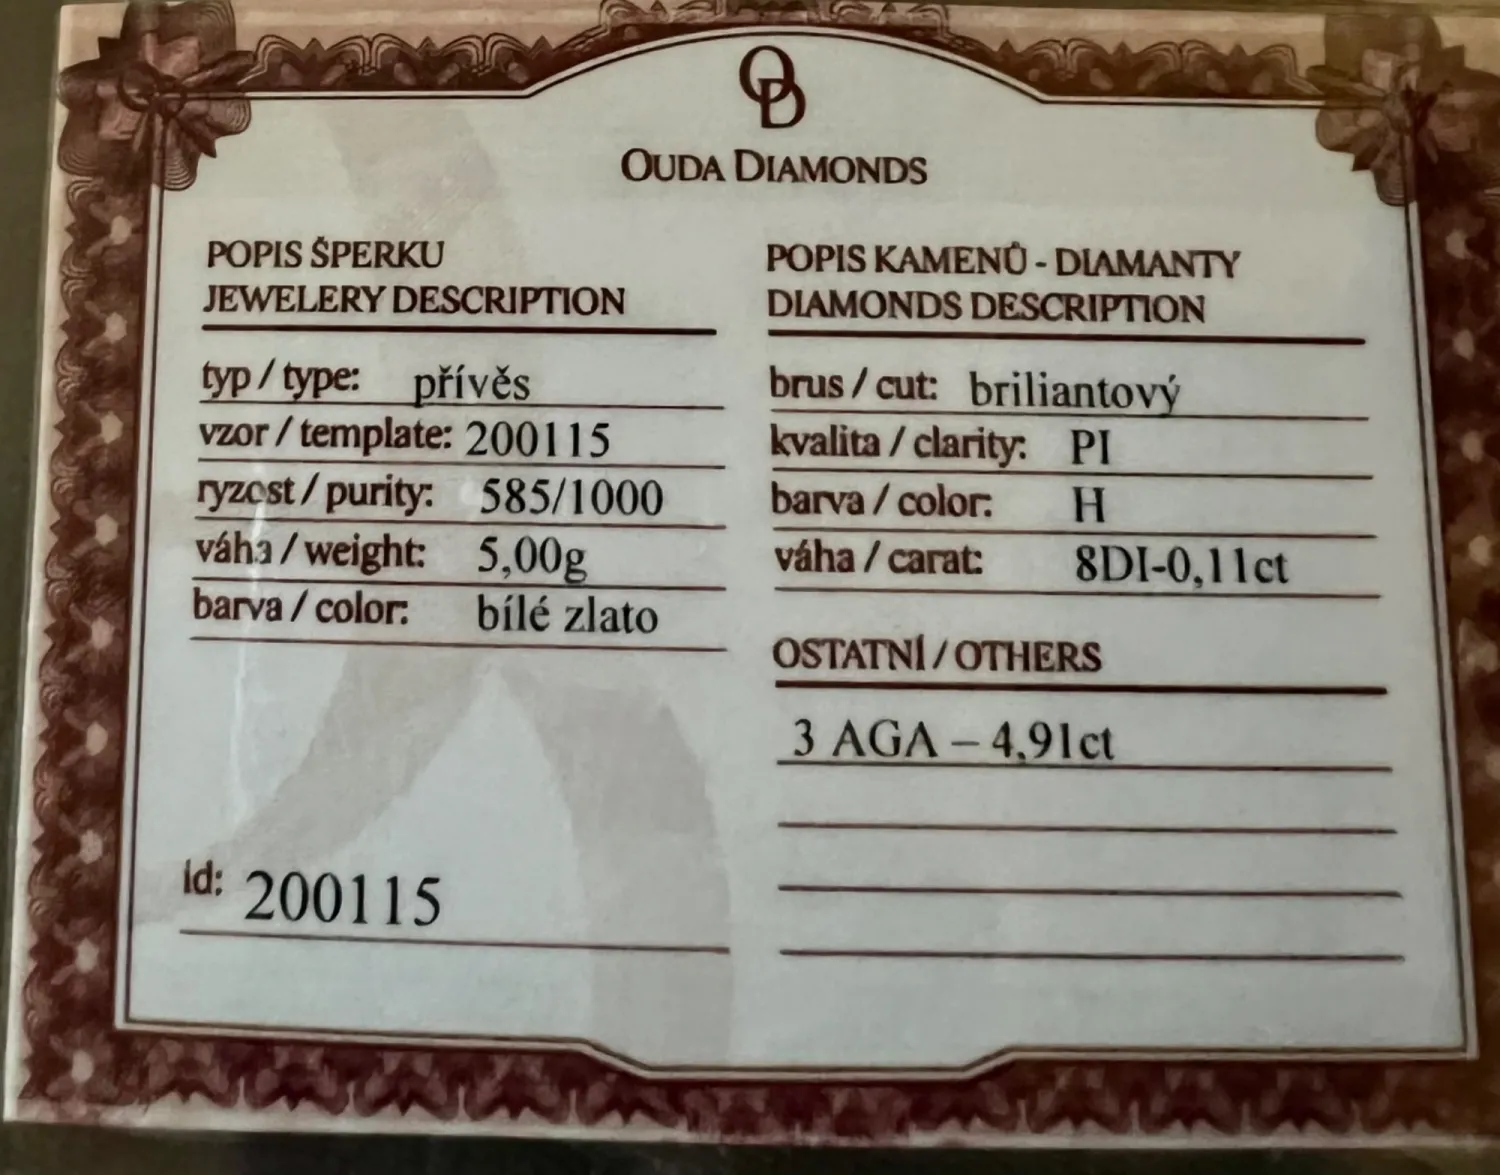 OD
OUDA DIAMONDS
POPIS ŠPERKU
JEWELERY DESCRIPTION
typ / type: přívěs
vzor / template: 200115
ryzost / purity: 585/1000
váha / weight: 5,00g
barva / color: bílé zlato
id: 200115
POPIS KAMENŮ - DIAMANTY
DIAMONDS DESCRIPTION
brus / cut: briliantový
kvalita / clarity: PI
barva / color: H
váha / carat: 8DI-0,11ct
OSTATNÍ / OTHERS
3 AGA – 4,91ct